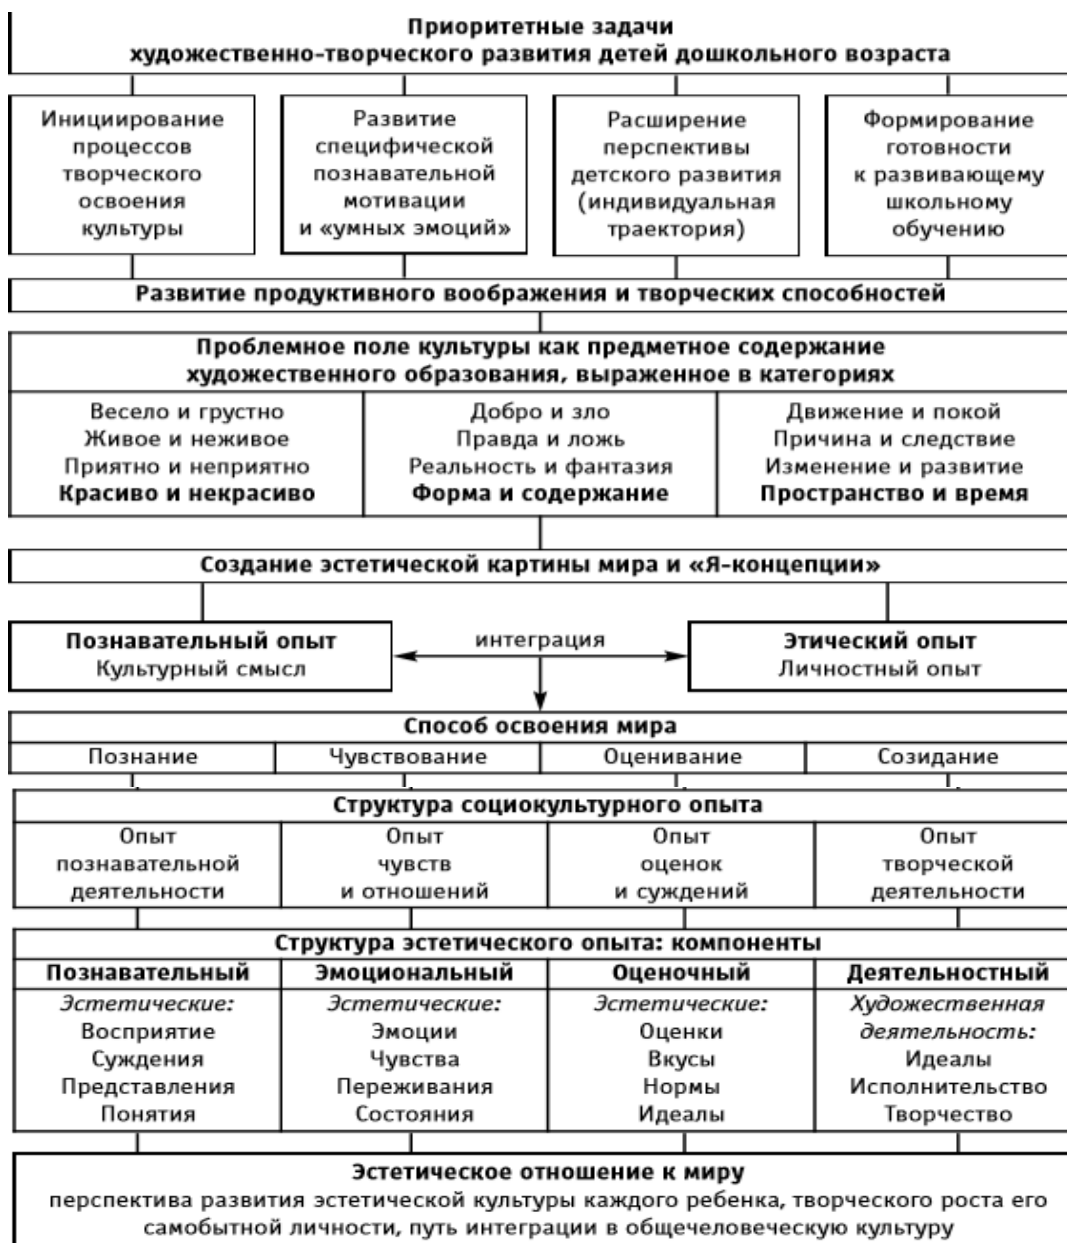 Приоритетные задачи
художественно-творческого развития детей дошкольного возраста
Инициирование
процессов
творческого
освоения
культуры
Развитие
специфической
познавательной
мотивации
и «умных эмоций»
Расширение
перспективы
детского развития
(индивидуальная
траектория)
Формирование
готовности
к развивающему
школьному
обучению
Развитие продуктивного воображения и творческих способностей
Проблемное поле культуры как предметное содержание
художественного образования, выраженное в категориях
Весело и грустно
Живое и неживое
Приятно и неприятно
Красиво и некрасиво
Добро и зло
Правда и ложь
Реальность и фантазия
Форма и содержание
Движение и покой
Причина и следствие
Изменение и развитие
Пространство и время
Создание эстетической картины мира и «Я-концепции»
Познавательный опыт
Культурный смысл
интеграция
Этический опыт
Личностный опыт
Способ освоения мира
Познание
Чувствование
Оценивание
Созидание
Структура социокультурного опыта
Опыт
познавательной
деятельности
Опыт
чувств
и отношений
Опыт
оценок
и суждений
Опыт
творческой
деятельности
Структура эстетического опыта: компоненты
Познавательный
Эстетические:
Восприятие
Суждения
Представления
Понятия
Эмоциональный
Эстетические:
Эмоции
Чувства
Переживания
Состояния
Оценочный
Эстетические:
Оценки
Вкусы
Нормы
Идеалы
Деятельностный
Художественная
деятельность:
Идеалы
Исполнительство
Творчество
Эстетическое отношение к миру
перспектива развития эстетической культуры каждого ребенка, творческого роста его
самобытной личности, путь интеграции в общечеловеческую культуру